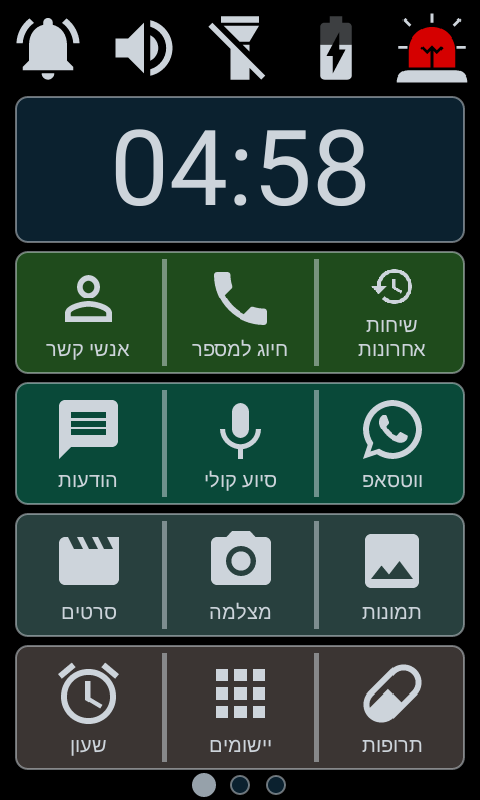 04:58
שיחות
אחרונות
חיוג למספר
אנשי קשר
ווטסאפ
סיוע קולי
הודעות
תמונות
מצלמה
סרטים
תרופות
יישומים
שעון